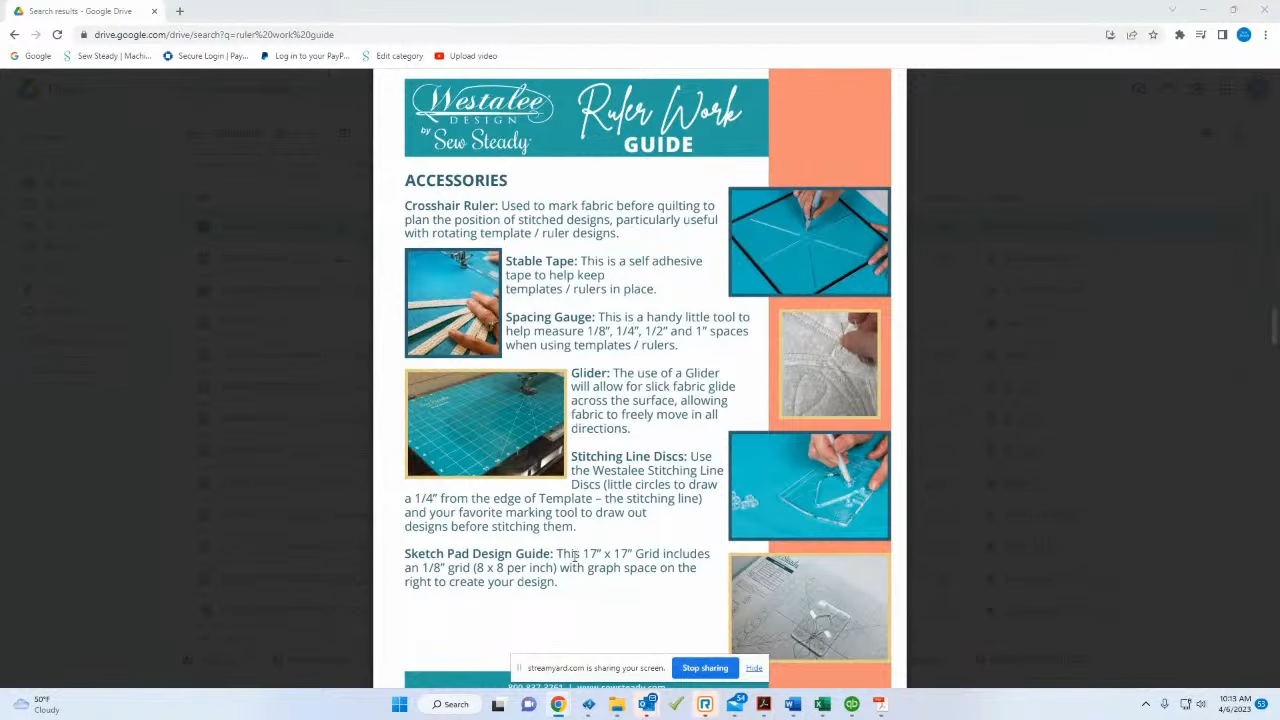 Search results - Google Drive
drive.google.com/drive/search?q=ruler%20work%20guide
Google
Sew Steady | Machi...
Secure Login | Pay...
Log in to your PayP...
Edit category
Upload video
Westalee
DESIGN
by Sew Steady
Ruler Work
GUIDE
ACCESSORIES
Crosshair Ruler: Used to mark fabric before quilting to
plan the position of stitched designs, particularly useful
with rotating template / ruler designs.
Stable Tape: This is a self adhesive
tape to help keep
templates / rulers in place.
Spacing Gauge: This is a handy little tool to
help measure 1/8”, 1/4”, 1/2” and 1” spaces
when using templates / rulers.
Glider: The use of a Glider
will allow for slick fabric glide
across the surface, allowing
fabric to freely move in all
directions.
Stitching Line Discs: Use
the Westalee Stitching Line
Discs (little circles to draw
a 1/4” from the edge of Template – the stitching line)
and your favorite marking tool to draw out
designs before stitching them.
Sketch Pad Design Guide: This 17” x 17” Grid includes
an 1/8” grid (8 x 8 per inch) with graph space on the
right to create your design.
streamyard.com is sharing your screen.
Stop sharing
Hide
50°F
Cloudy
Search
54
10:13 AM
4/6/2023
53